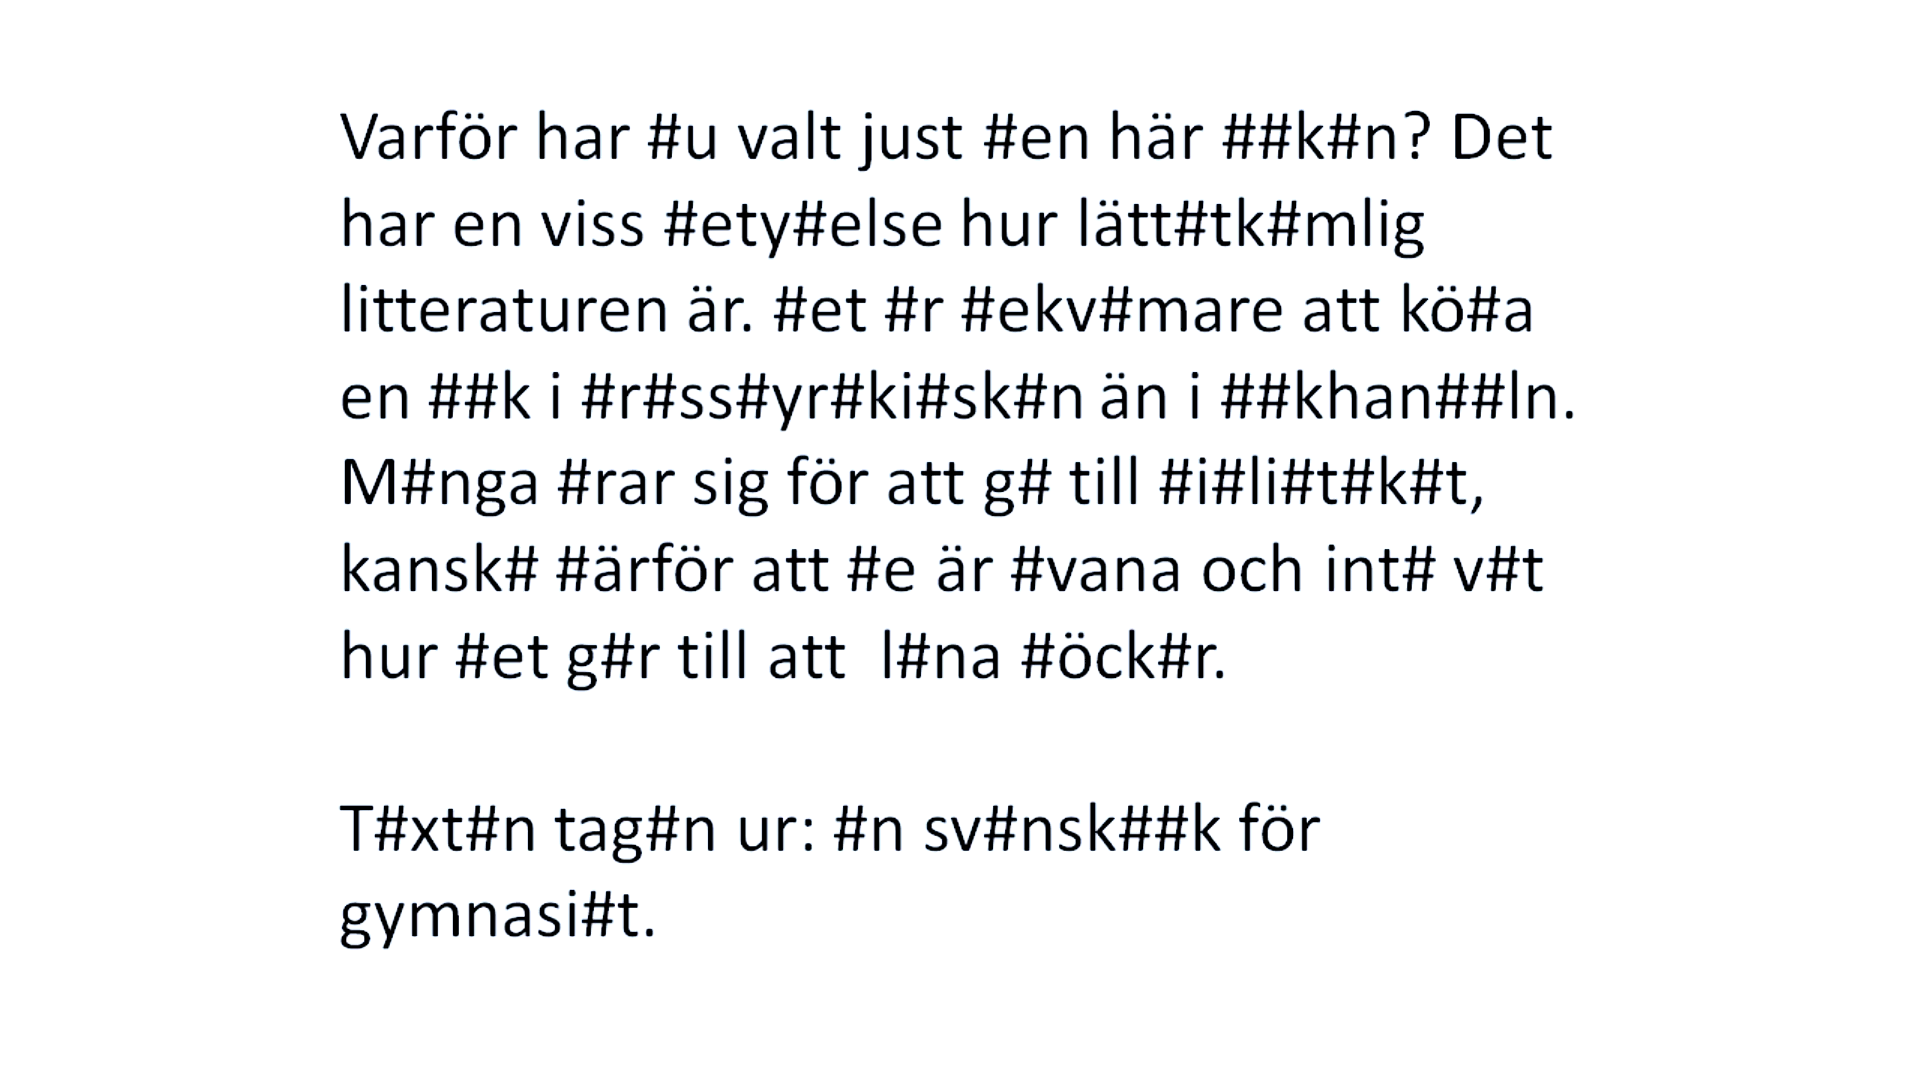 Varför har #u valt just #en här ##k#n? Det
har en viss #ety#else hur lätt#tk#mlig
litteraturen är. #et #r #ekv#mare att kö#a
en ##k i #r#ss#yr#ki#sk#n än i ##khan##ln.
M#nga #rar sig för att g# till #i#li#t#k#t,
kansk# #ärför att #e är #vana och int# v#t
hur #et g#r till att  l#na #öck#r.
T#xt#n tag#n ur: #n sv#nsk##k för
gymnasi#t.